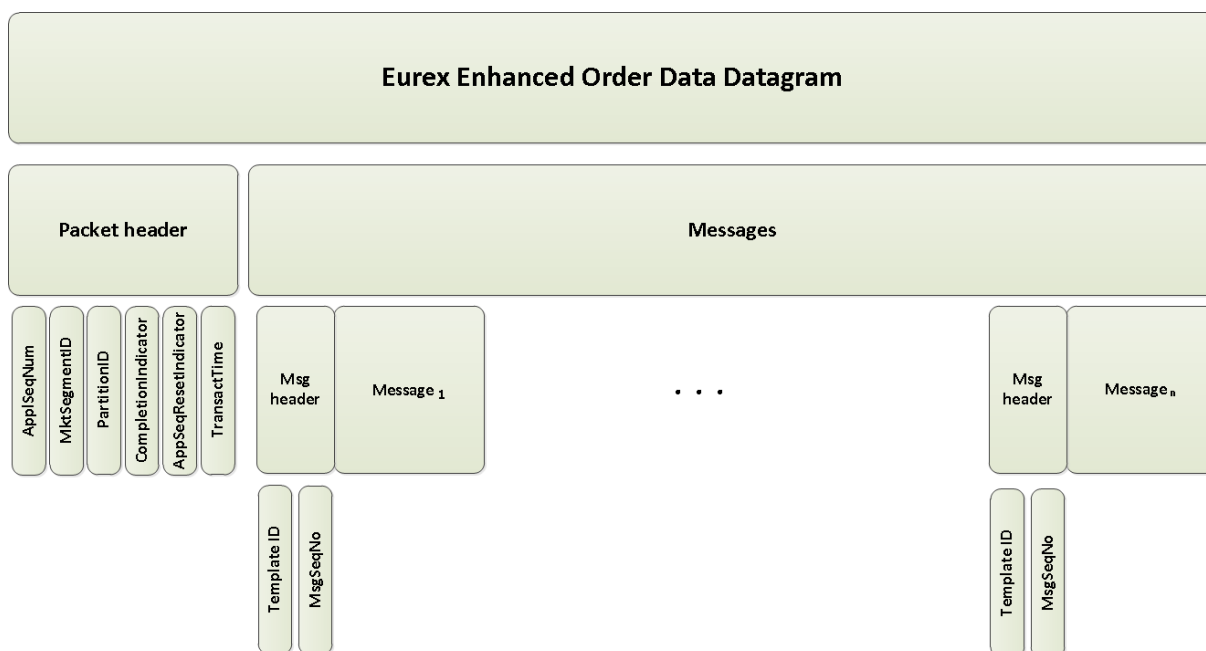 Eurex Enhanced Order Data Datagram
Packet header
Messages
ApplSeqNum
MktSegmentID
PartitionID
CompletionIndicator
AppSeqResetIndicator
TransactTime
Msg
header
Message 1
. . .
Msg
header
Message n
Template ID
MsgSeqNo
Template ID
MsgSeqNo